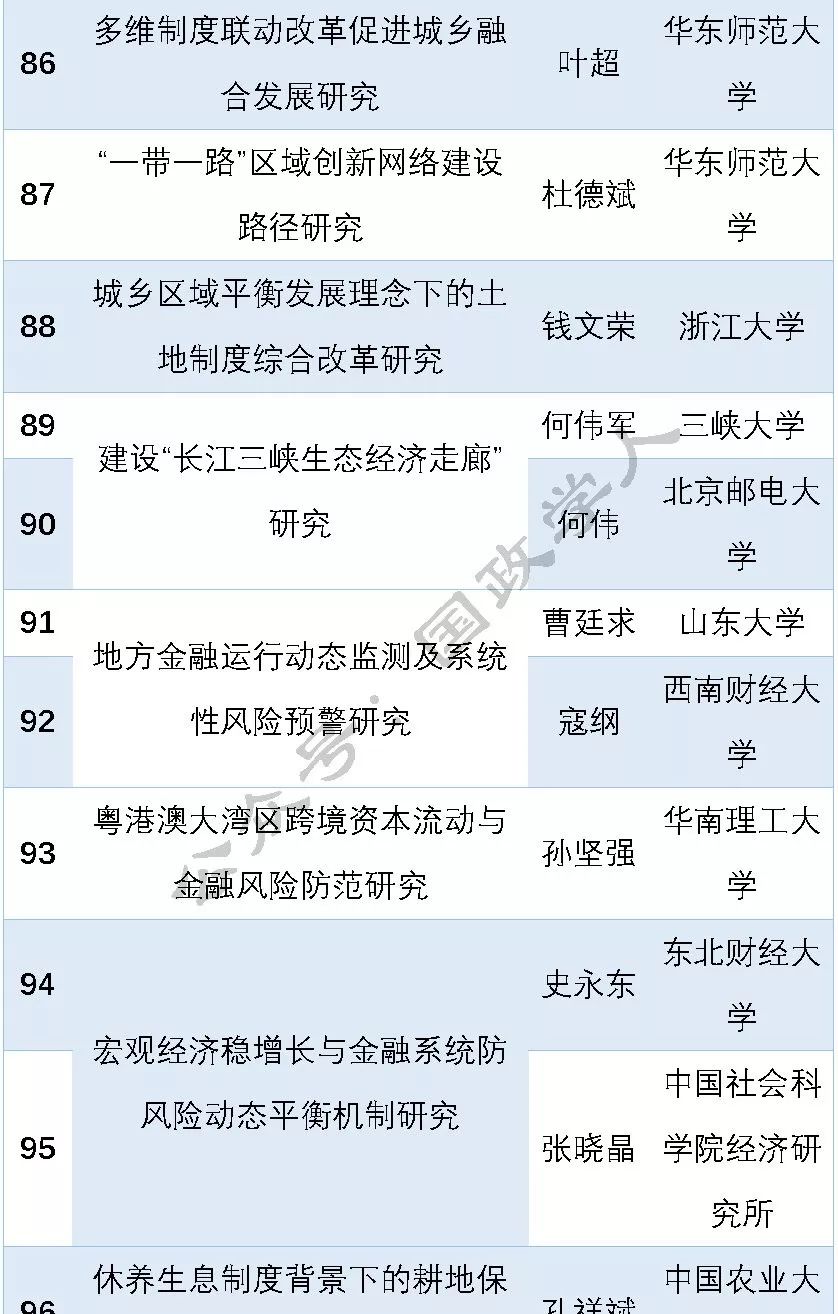 多维制度联动改革促进城乡融
合发展研究
86
叶超
华东师范大
学
“一带一路”区域创新网络建设
路径研究
87
杜德斌
华东师范大
学
城乡区域平衡发展理念下的土
地制度综合改革研究
88
钱文荣
浙江大学
89
何伟军
三峡大学
建设“长江三峡生态经济走廊”
研究
90
何伟
北京邮电大
学
91
曹廷求
山东大学
地方金融运行动态监测及系统
性风险预警研究
92
寇纲
西南财经大
学
粤港澳大湾区跨境资本流动与
金融风险防范研究
93
孙坚强
华南理工大
学
94
史永东
东北财经大
学
宏观经济稳增长与金融系统防
风险动态平衡机制研究
95
张晓晶
中国社会科
学院经济研
究所
休养生息制度背景下的耕地保
96
孔祥斌
中国农业大
公众号·国政学人